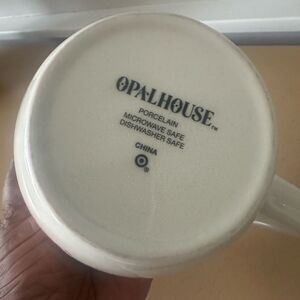 OPALHOUSE™
PORCELAIN
MICROWAVE SAFE
DISHWASHER SAFE
CHINA
®